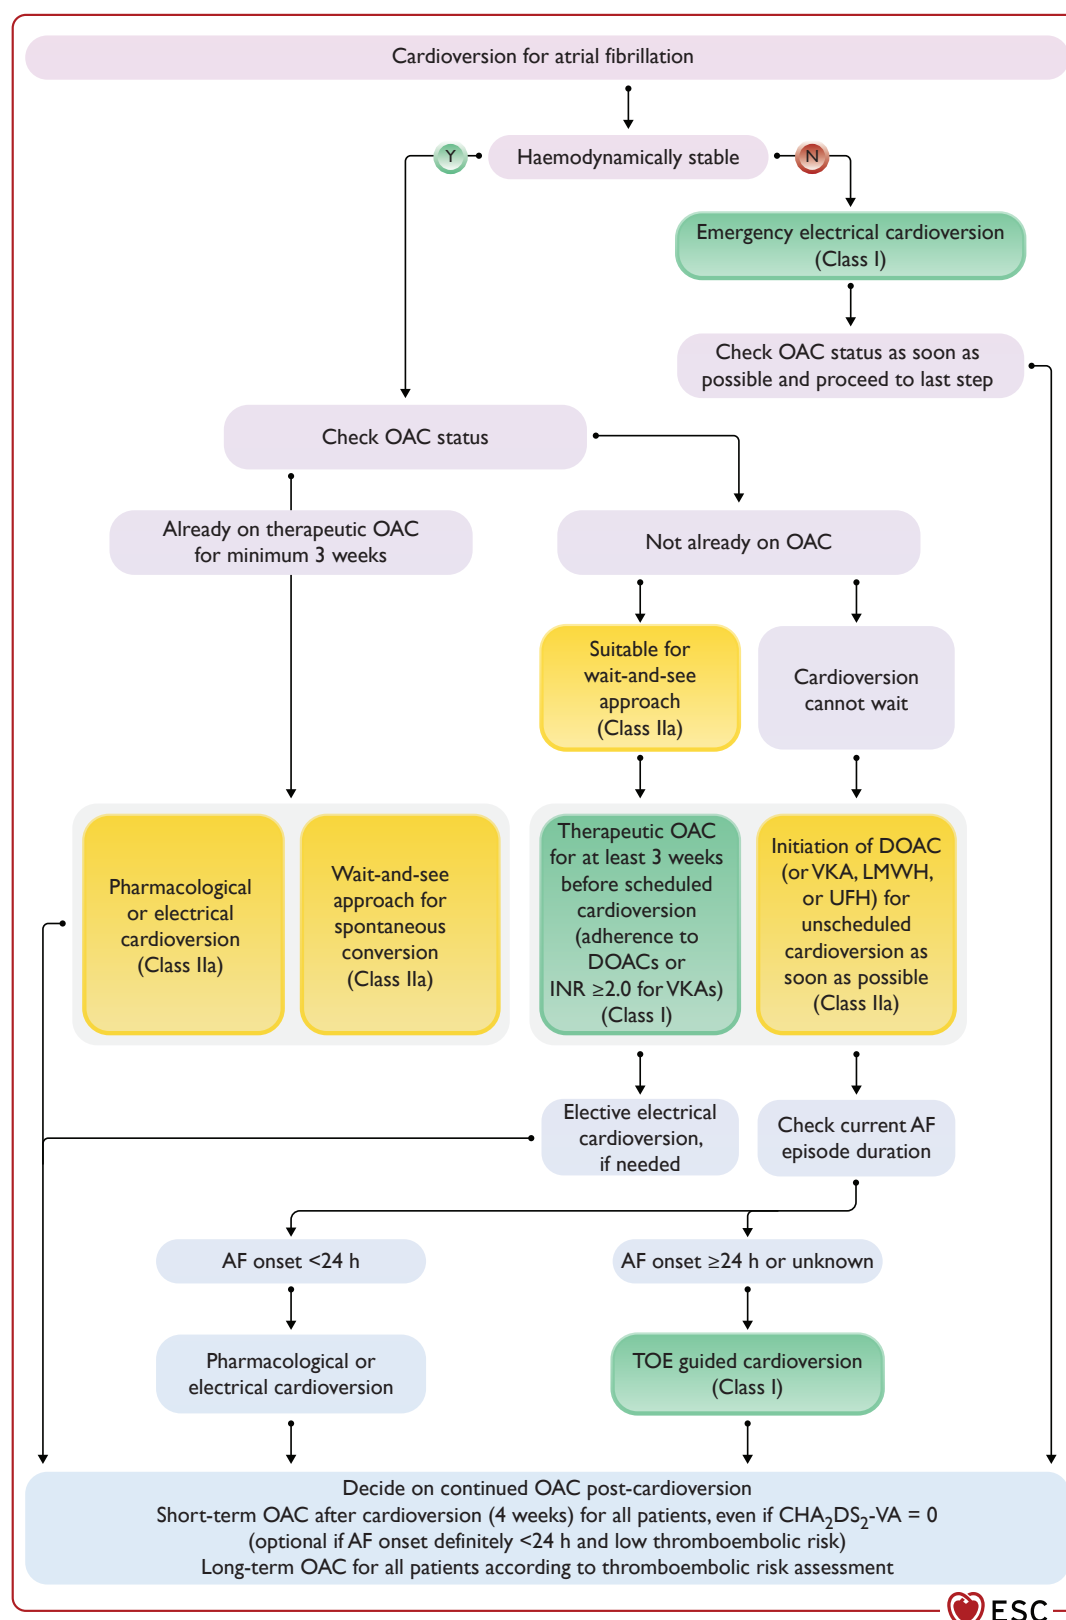 Cardioversion for atrial fibrillation
Y
Haemodynamically stable
N
Emergency electrical cardioversion
(Class I)
Check OAC status as soon as
possible and proceed to last step
Check OAC status
Already on therapeutic OAC
for minimum 3 weeks
Not already on OAC
Suitable for
wait-and-see
approach
(Class IIa)
Cardioversion
cannot wait
Pharmacological
or electrical
cardioversion
(Class IIa)
Wait-and-see
approach for
spontaneous
conversion
(Class IIa)
Therapeutic OAC
for at least 3 weeks
before scheduled
cardioversion
(adherence to
DOACs or
INR ≥2.0 for VKAs)
(Class I)
Initiation of DOAC
(or VKA, LMWH,
or UFH) for
unscheduled
cardioversion as
soon as possible
(Class IIa)
Elective electrical
cardioversion,
if needed
Check current AF
episode duration
AF onset <24 h
AF onset ≥24 h or unknown
Pharmacological or
electrical cardioversion
TOE guided cardioversion
(Class I)
Decide on continued OAC post-cardioversion
Short-term OAC after cardioversion (4 weeks) for all patients, even if CHA₂DS₂-VA = 0
(optional if AF onset definitely <24 h and low thromboembolic risk)
Long-term OAC for all patients according to thromboembolic risk assessment
ESC